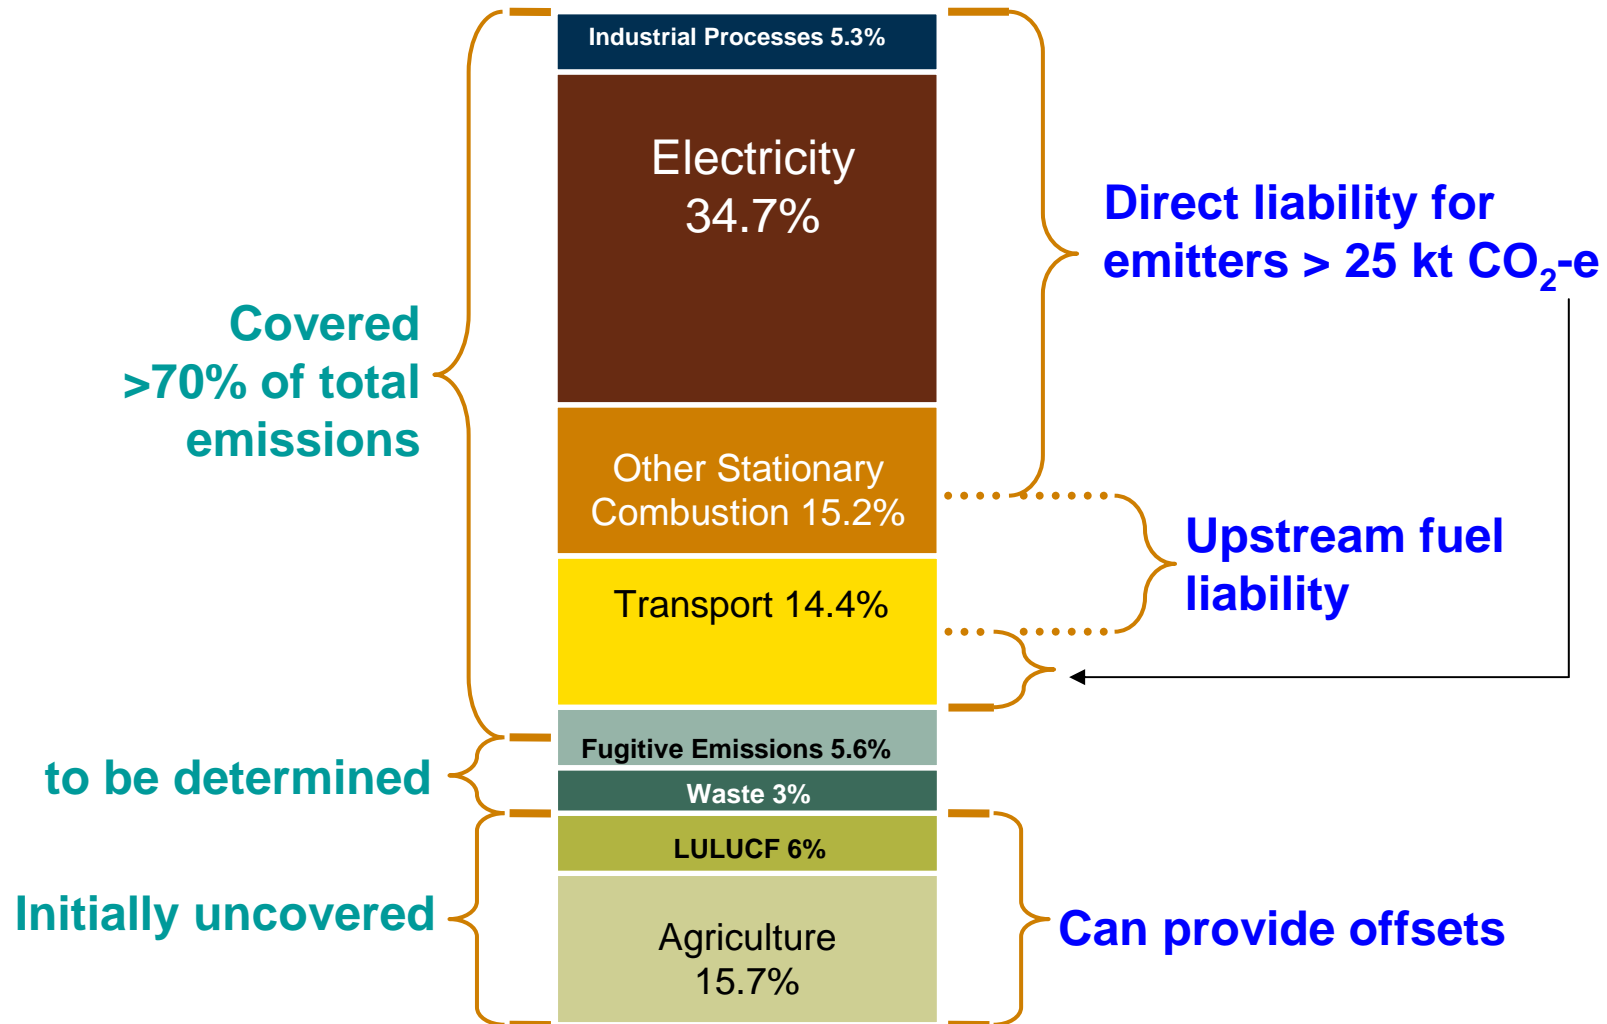 Industrial Processes 5.3%
Electricity
34.7%
Other Stationary
Combustion 15.2%
Transport 14.4%
Fugitive Emissions 5.6%
Waste 3%
LULUCF 6%
Agriculture
15.7%
Covered
>70% of total
emissions
to be determined
Initially uncovered
Direct liability for
emitters > 25 kt CO₂-e
Upstream fuel
liability
Can provide offsets